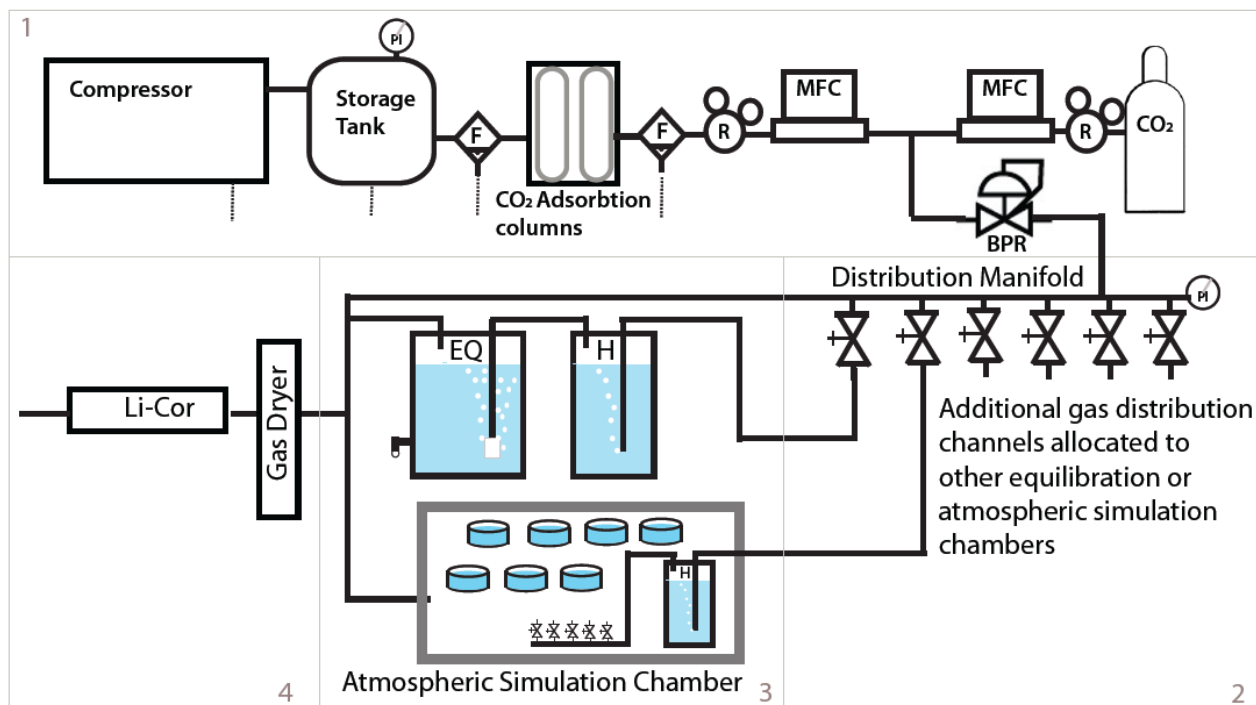 1
Compressor
Storage
Tank
PI
F
CO₂ Adsorbtion
columns
F
R
MFC
MFC
R
CO₂
BPR
Distribution Manifold
PI
EQ
H
Li-Cor
Gas Dryer
Additional gas distribution
channels allocated to
other equilibration or
atmospheric simulation
chambers
H
Atmospheric Simulation Chamber
4
3
2